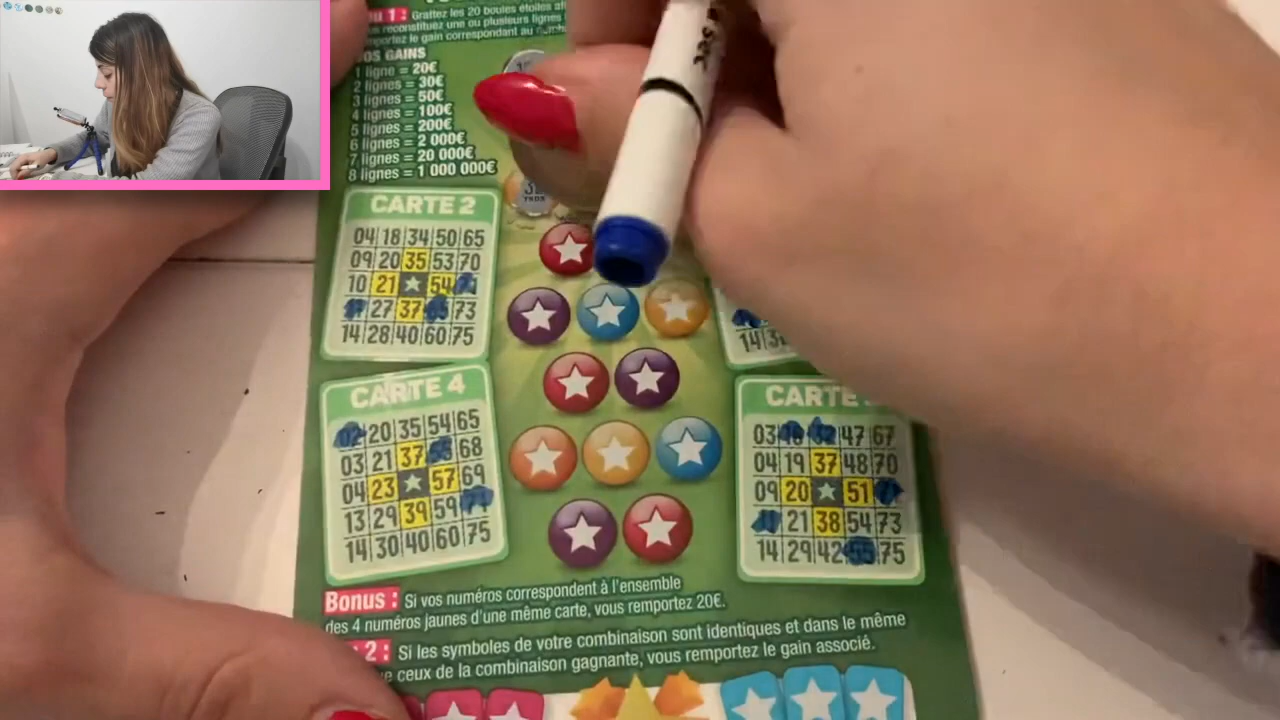 1 : Grattez les 20 boules étoiles
reconstituez une ou plusieurs lignes
portez le gain correspondant au
GAINS
1 ligne = 20€
2 lignes = 30€
3 lignes = 50€
4 lignes = 100€
5 lignes = 200€
6 lignes = 2 000€
7 lignes = 20 000€
8 lignes = 1 000 000€
CARTE 2
04 18 34 50 65
09 20 35 53 70
10 21 54
27 37 73
14 28 40 60 75
14
CARTE 4
02 20 35 54 65
03 21 37 68
04 23 57 69
13 29 39 59
14 30 40 60 75
CARTE
03 47 67
04 19 37 48 70
09 20 51
21 38 54 73
14 29 42 55 75
Bonus : Si vos numéros correspondent à l'ensemble
des 4 numéros jaunes d'une même carte, vous remportez 20€.
2 : Si les symboles de votre combinaison sont identiques et dans le même
ceux de la combinaison gagnante, vous remportez le gain associé.